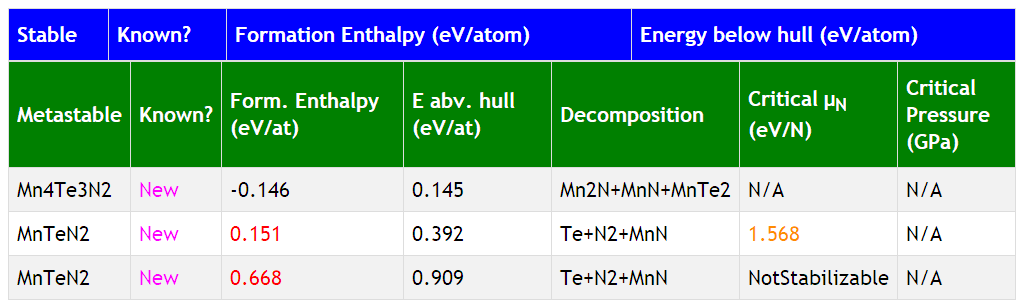 Stable Known? Formation Enthalpy (eV/atom) Energy below hull (eV/atom)
Metastable Known? Form. Enthalpy (eV/at) E abv. hull (eV/at) Decomposition Critical μN (eV/N) Critical Pressure (GPa)
Mn4Te3N2 New -0.146 0.145 Mn2N+MnN+MnTe2 N/A N/A
MnTeN2 New 0.151 0.392 Te+N2+MnN 1.568 N/A
MnTeN2 New 0.668 0.909 Te+N2+MnN NotStabilizable N/A